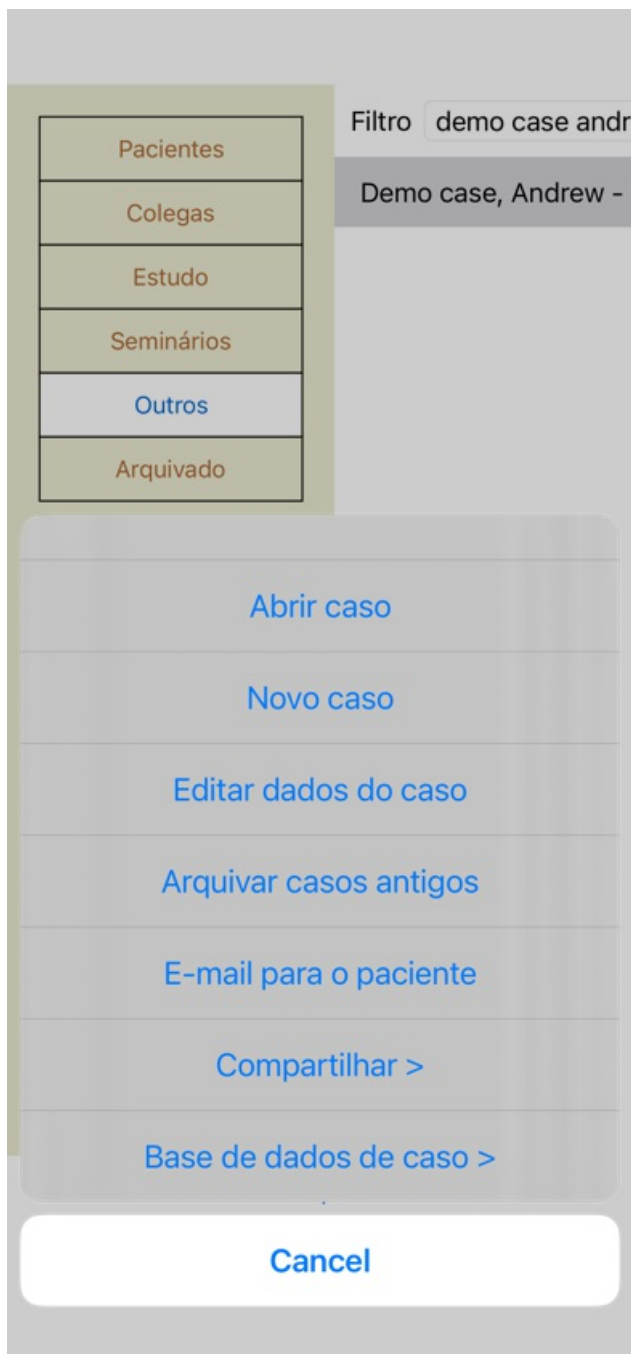 Pacientes
Colegas
Estudo
Seminários
Outros
Arquivado
Filtro demo case andr
Demo case, Andrew -
Abrir caso
Novo caso
Editar dados do caso
Arquivar casos antigos
E-mail para o paciente
Compartilhar >
Base de dados de caso >
Cancel